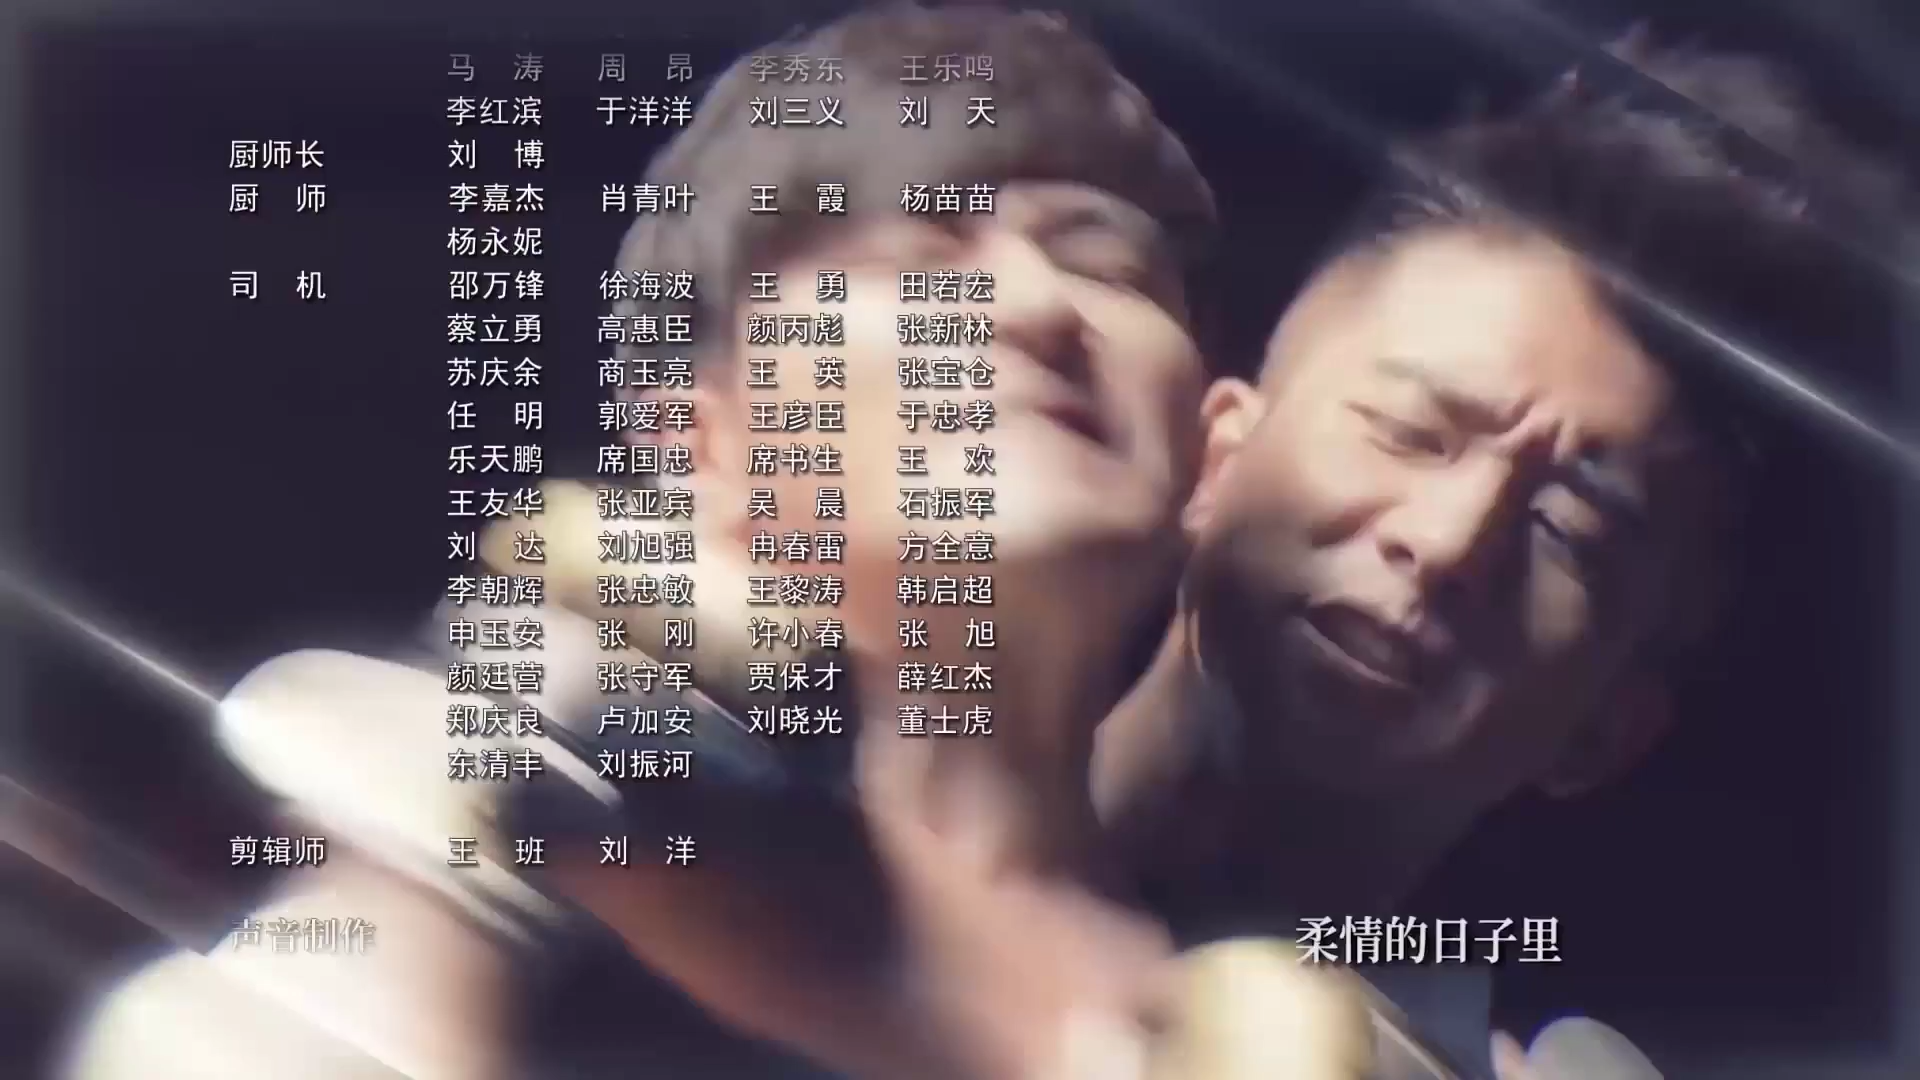 马 涛 周 昂 李秀东 王乐鸣
李红滨 于洋洋 刘三义 刘 天
厨师长 刘 博
厨 师 李嘉杰 肖青叶 王 霞 杨苗苗
杨永妮
司 机 邵万锋 徐海波 王 勇 田若宏
蔡立勇 高惠臣 颜丙彪 张新林
苏庆余 商玉亮 王 英 张宝仓
任 明 郭爱军 王彦臣 于忠孝
乐天鹏 席国忠 席书生 王 欢
王友华 张亚宾 吴 晨 石振军
刘 达 刘旭强 冉春雷 方全意
李朝辉 张忠敏 王黎涛 韩启超
申玉安 张 刚 许小春 张 旭
颜廷营 张守军 贾保才 薛红杰
郑庆良 卢加安 刘晓光 董士虎
东清丰 刘振河
剪辑师 王 班 刘 洋
声音制作
柔情的日子里